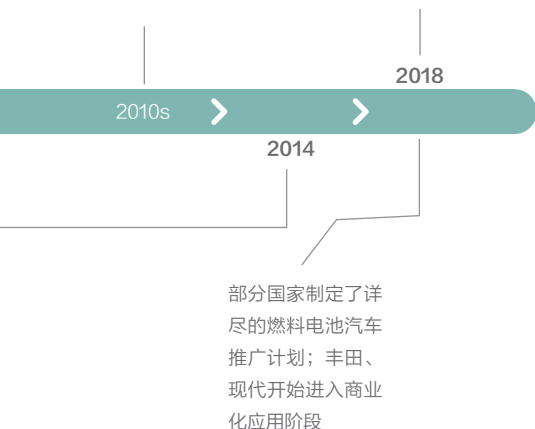 2018
2010s
2014
部分国家制定了详
尽的燃料电池汽车
推广计划；丰田、
现代开始进入商业
化应用阶段